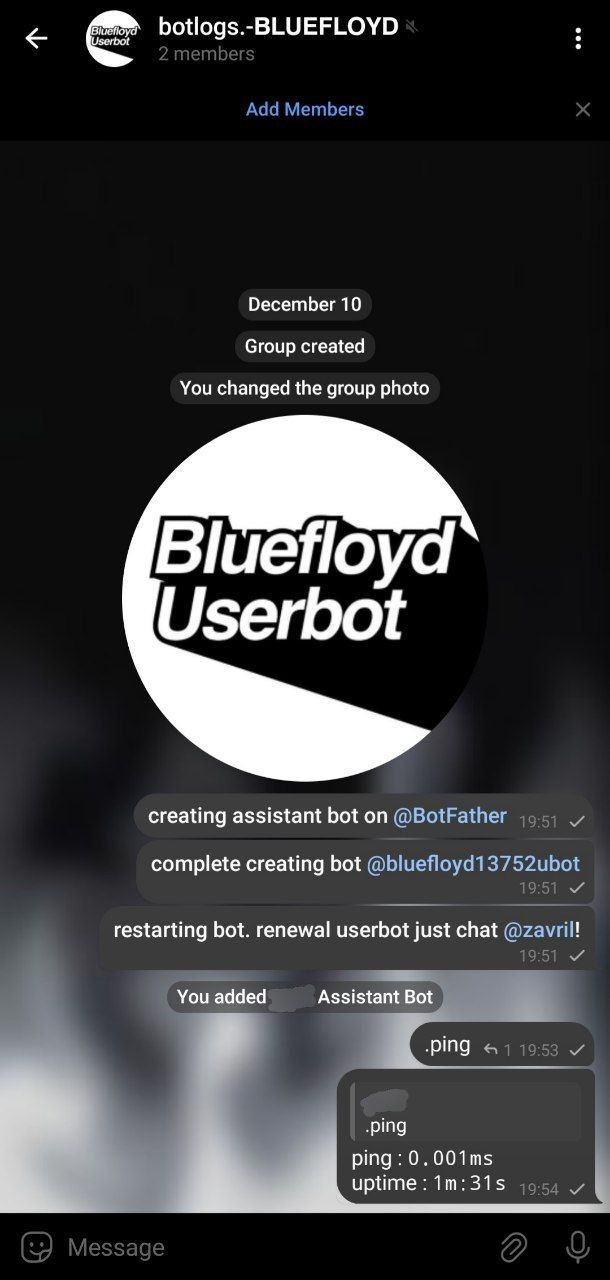 Bluefloyd
Userbot
botlogs.-BLUEFLOYD
2 members
Add Members
December 10
Group created
You changed the group photo
Bluefloyd
Userbot
creating assistant bot on @BotFather 19:51
complete creating bot @bluefloyd13752ubot
19:51
restarting bot. renewal userbot just chat @zavril!
19:51
You added Assistant Bot
.ping 1 19:53
.ping
ping : 0.001ms
uptime : 1m:31s 19:54
Message